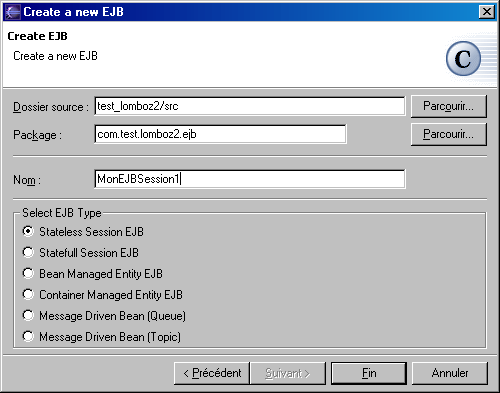 Create a new EJB
Create EJB
Create a new EJB
C
Dossier source : test_lomboz2/src Parcourir...
Package : com.test.lomboz2.ejb Parcourir...
Nom : MonEJBSession1
Select EJB Type
Stateless Session EJB
Statefull Session EJB
Bean Managed Entity EJB
Container Managed Entity EJB
Message Driven Bean (Queue)
Message Driven Bean (Topic)
< Précédent Suivant > Fin Annuler